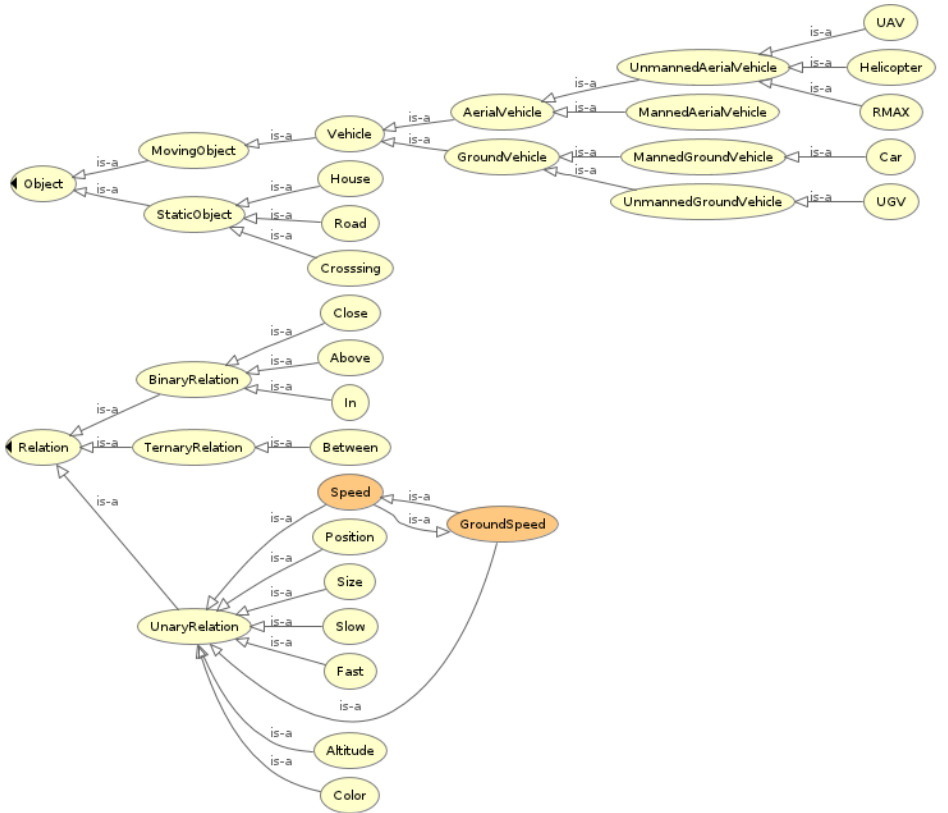 UAV
is-a
UnmannedAerialVehicle
is-a
Helicopter
is-a
is-a
AerialVehicle
is-a
MannedAerialVehicle
RMAX
is-a
Vehicle
is-a
MovingObject
is-a
GroundVehicle
is-a
MannedGroundVehicle
is-a
Car
is-a
Object
is-a
House
is-a
UnmannedGroundVehicle
is-a
UGV
is-a
StaticObject
is-a
Road
is-a
Crosssing
Close
is-a
Above
is-a
BinaryRelation
is-a
In
is-a
Relation
is-a
TernaryRelation
is-a
Between
is-a
Speed
is-a
is-a
is-a
GroundSpeed
Position
is-a
Size
is-a
UnaryRelation
is-a
Slow
is-a
Fast
is-a
is-a
Altitude
is-a
Color